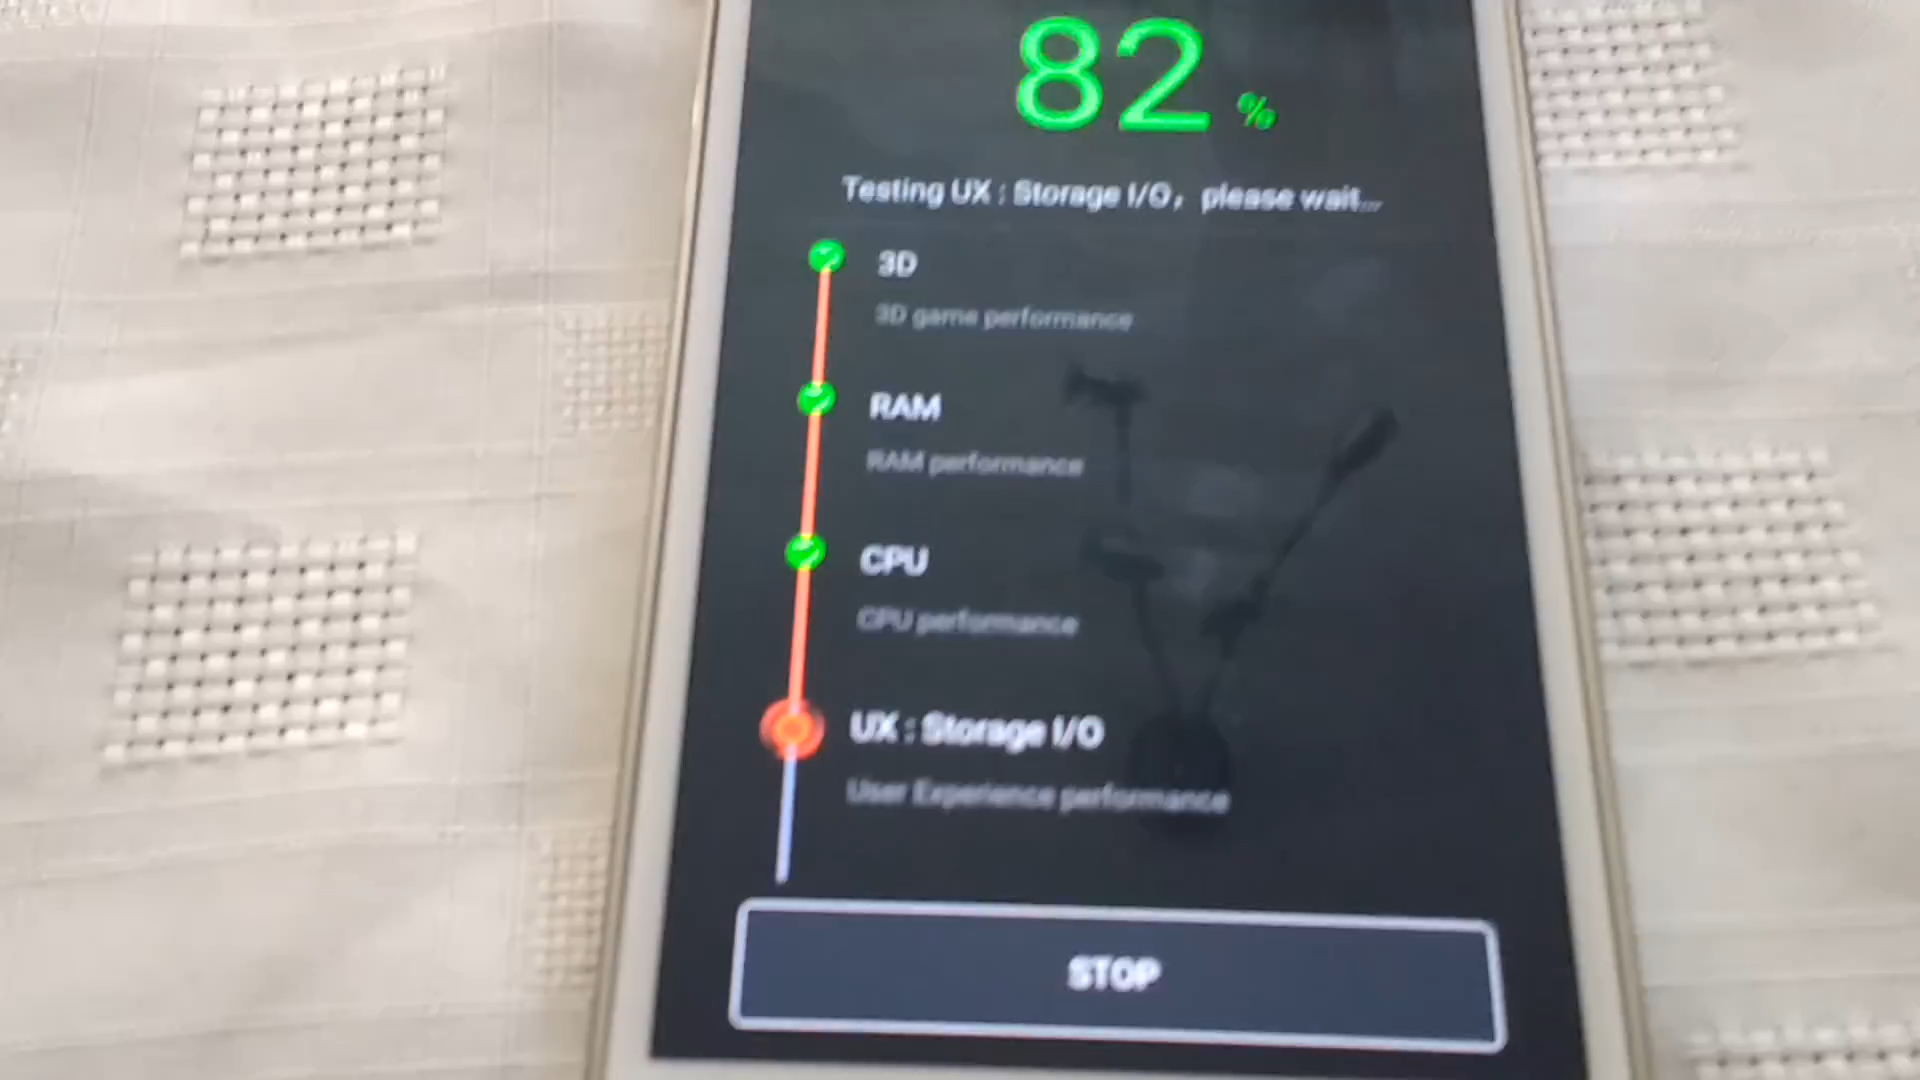 82 %
Testing UX : Storage I/O, please wait...
3D
3D game performance
RAM
RAM performance
CPU
CPU performance
UX : Storage I/O
User Experience performance
STOP